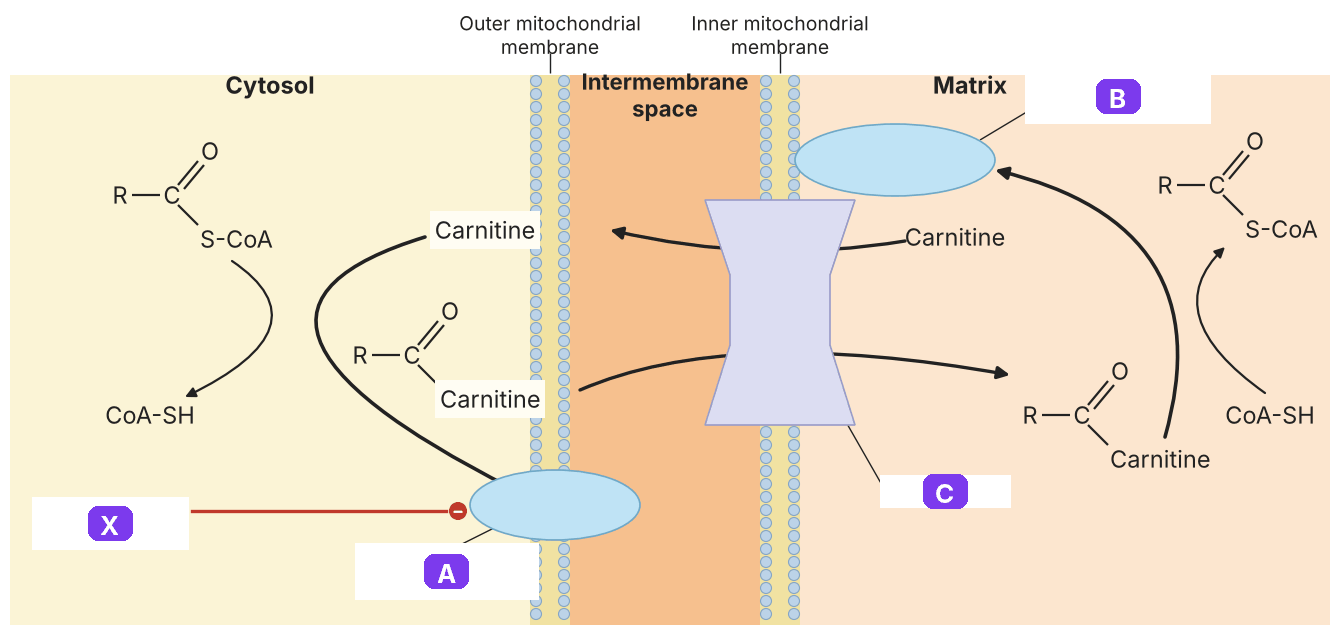 Outer mitochondrial
membrane
Inner mitochondrial
membrane
Cytosol
Intermembrane
space
Matrix
B
O
R C
S-CoA
Carnitine
Carnitine
O
R C
S-CoA
O
R C
Carnitine
CoA-SH
O
R C
Carnitine
CoA-SH
C
X
−
A